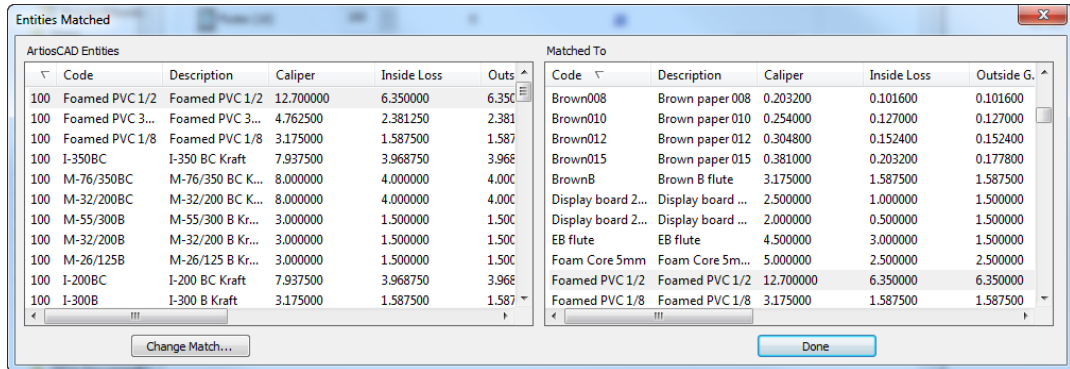 Entities Matched
ArtiosCAD Entities
Code Description Caliper Inside Loss Outs
100 Foamed PVC 1/2 Foamed PVC 1/2 12.700000 6.350000 6.350
100 Foamed PVC 3... Foamed PVC 3... 4.762500 2.381250 2.381
100 Foamed PVC 1/8 Foamed PVC 1/8 3.175000 1.587500 1.587
100 I-350BC I-350 BC Kraft 7.937500 3.968750 3.968
100 M-76/350BC M-76/350 BC K... 8.000000 4.000000 4.000
100 M-32/200BC M-32/200 BC K... 8.000000 4.000000 4.000
100 M-55/300B M-55/300 B Kr... 3.000000 1.500000 1.500
100 M-32/200B M-32/200 B Kr... 3.000000 1.500000 1.500
100 M-26/125B M-26/125 B Kr... 3.000000 1.500000 1.500
100 I-200BC I-200 BC Kraft 7.937500 3.968750 3.968
100 I-300B I-300 B Kraft 3.175000 1.587500 1.587
Change Match...
Matched To
Code Description Caliper Inside Loss Outside G.
Brown008 Brown paper 008 0.203200 0.101600 0.101600
Brown010 Brown paper 010 0.254000 0.127000 0.127000
Brown012 Brown paper 012 0.304800 0.152400 0.152400
Brown015 Brown paper 015 0.381000 0.203200 0.177800
BrownB Brown B flute 3.175000 1.587500 1.587500
Display board 2... Display board ... 2.500000 1.000000 1.500000
Display board 2... Display board ... 2.000000 0.500000 1.500000
EB flute EB flute 4.500000 3.000000 1.500000
Foam Core 5mm Foam Core 5m... 5.000000 2.500000 2.500000
Foamed PVC 1/2 Foamed PVC 1/2 12.700000 6.350000 6.350000
Foamed PVC 1/8 Foamed PVC 1/8 3.175000 1.587500 1.587500
Done